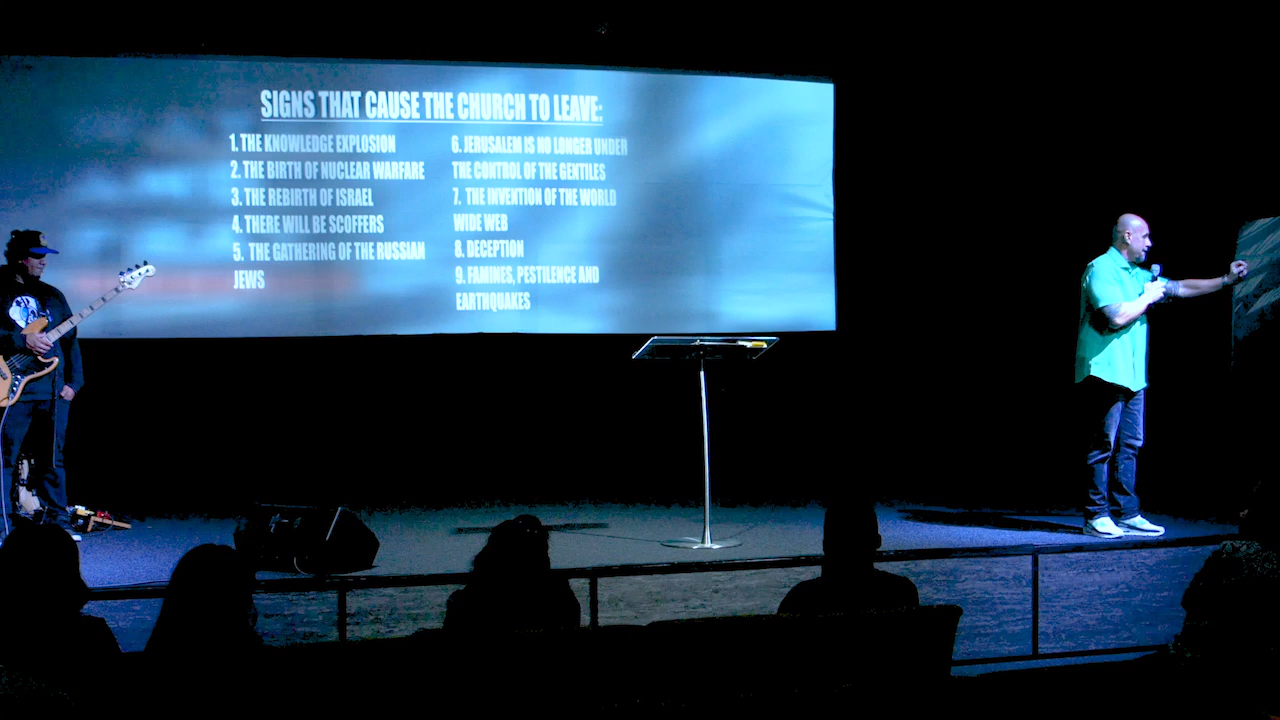 SIGNS THAT CAUSE THE CHURCH TO LEAVE:
1. THE KNOWLEDGE EXPLOSION
2. THE BIRTH OF NUCLEAR WARFARE
3. THE REBIRTH OF ISRAEL
4. THERE WILL BE SCOFFERS
5. THE GATHERING OF THE RUSSIAN
JEWS
6. JERUSALEM IS NO LONGER UNDER
THE CONTROL OF THE GENTILES
7. THE INVENTION OF THE WORLD
WIDE WEB
8. DECEPTION
9. FAMINES, PESTILENCE AND
EARTHQUAKES